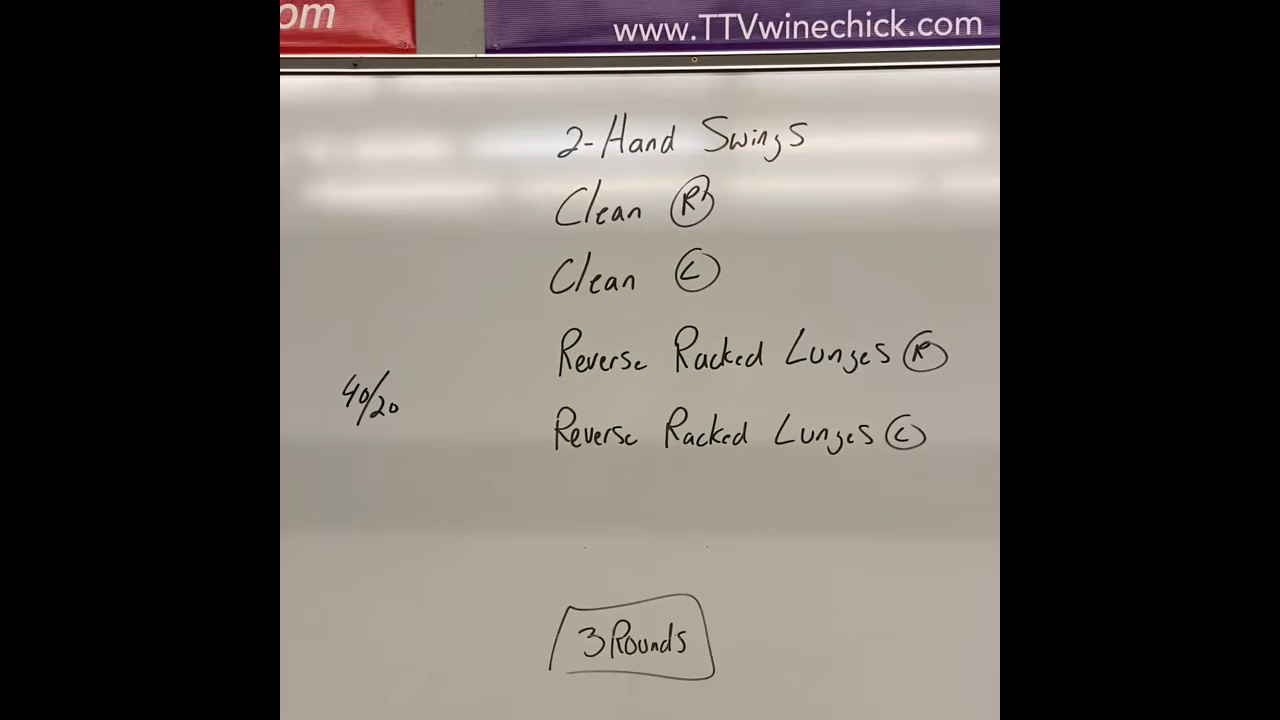 om
www.TTVwinechick.com
2-Hand Swings
Clean R
Clean L
Reverse Racked Lunges R
40/20
Reverse Racked Lunges L
3 Rounds